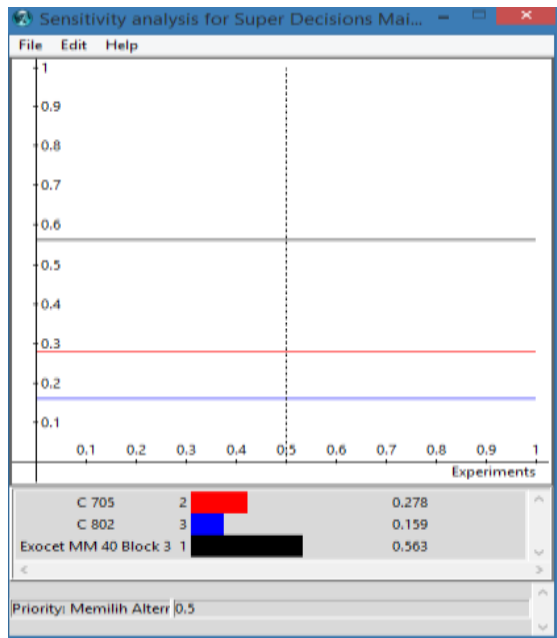 Sensitivity analysis for Super Decisions Mai...
File Edit Help
1
0.9
0.8
0.7
0.6
0.5
0.4
0.3
0.2
0.1
0.1 0.2 0.3 0.4 0.5 0.6 0.7 0.8 0.9 1
Experiments
C 705 2 0.278
C 802 3 0.159
Exocet MM 40 Block 3 1 0.563
Priority: Memilih Alterr 0.5